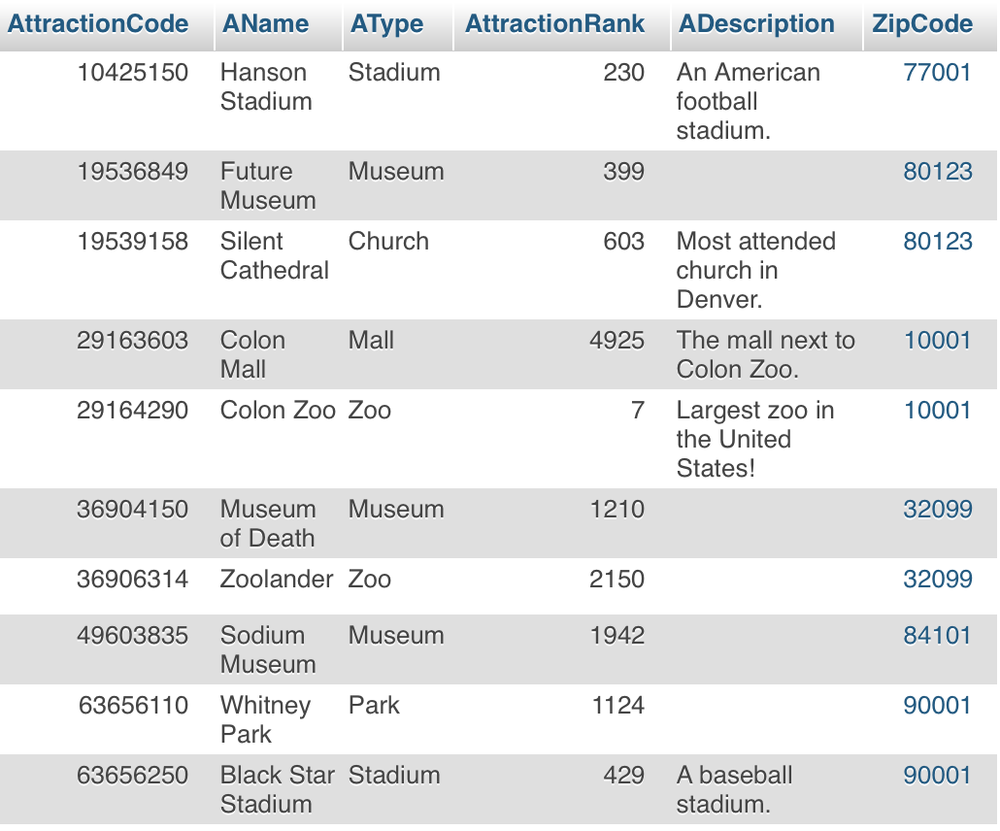 AttractionCode AName AType AttractionRank ADescription ZipCode
10425150 Hanson Stadium 230 An American 77001
Stadium football
stadium.
19536849 Future Museum 399 80123
Museum
19539158 Silent Church 603 Most attended 80123
Cathedral church in
Denver.
29163603 Colon Mall 4925 The mall next to 10001
Mall Colon Zoo.
29164290 Colon Zoo Zoo 7 Largest zoo in 10001
the United
States!
36904150 Museum Museum 1210 32099
of Death
36906314 Zoolander Zoo 2150 32099
49603835 Sodium Museum 1942 84101
Museum
63656110 Whitney Park 1124 90001
Park
63656250 Black Star Stadium 429 A baseball 90001
Stadium stadium.